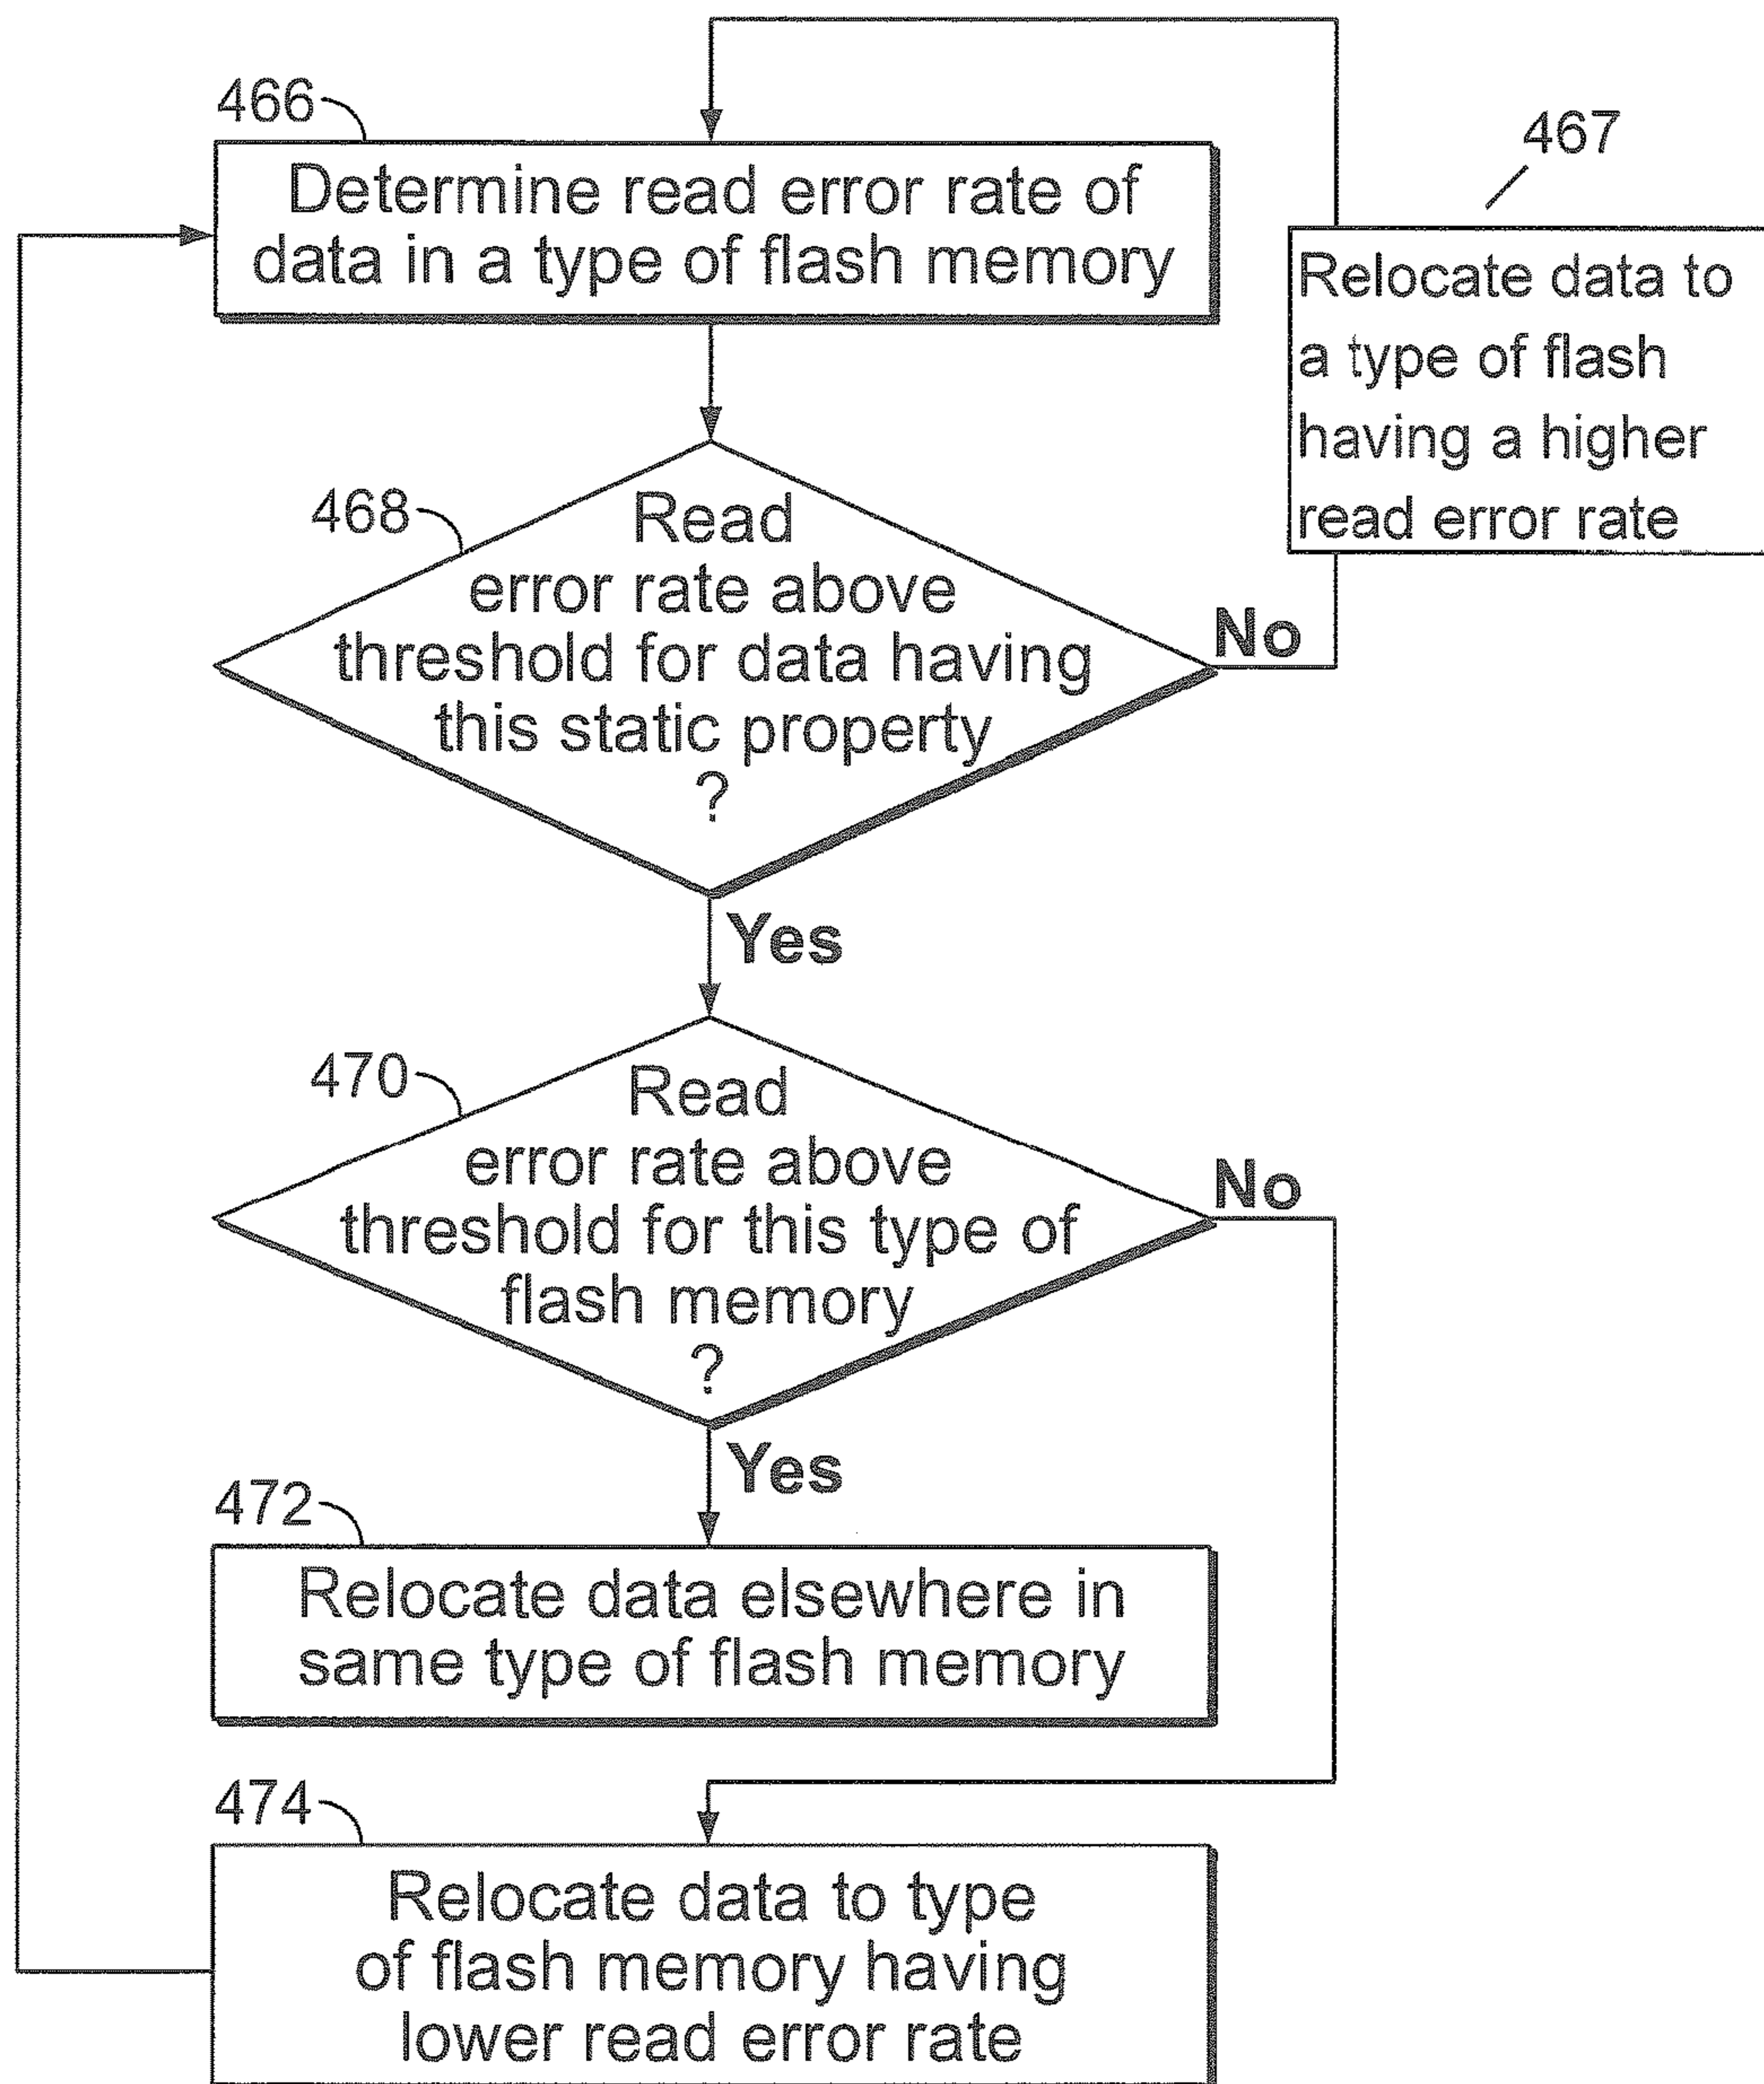 466
Determine read error rate of
data in a type of flash memory
467
Relocate data to
a type of flash
having a higher
read error rate
468
Read
error rate above
threshold for data having
this static property
?
No
Yes
470
Read
error rate above
threshold for this type of
flash memory
?
No
Yes
472
Relocate data elsewhere in
same type of flash memory
474
Relocate data to type
of flash memory having
lower read error rate